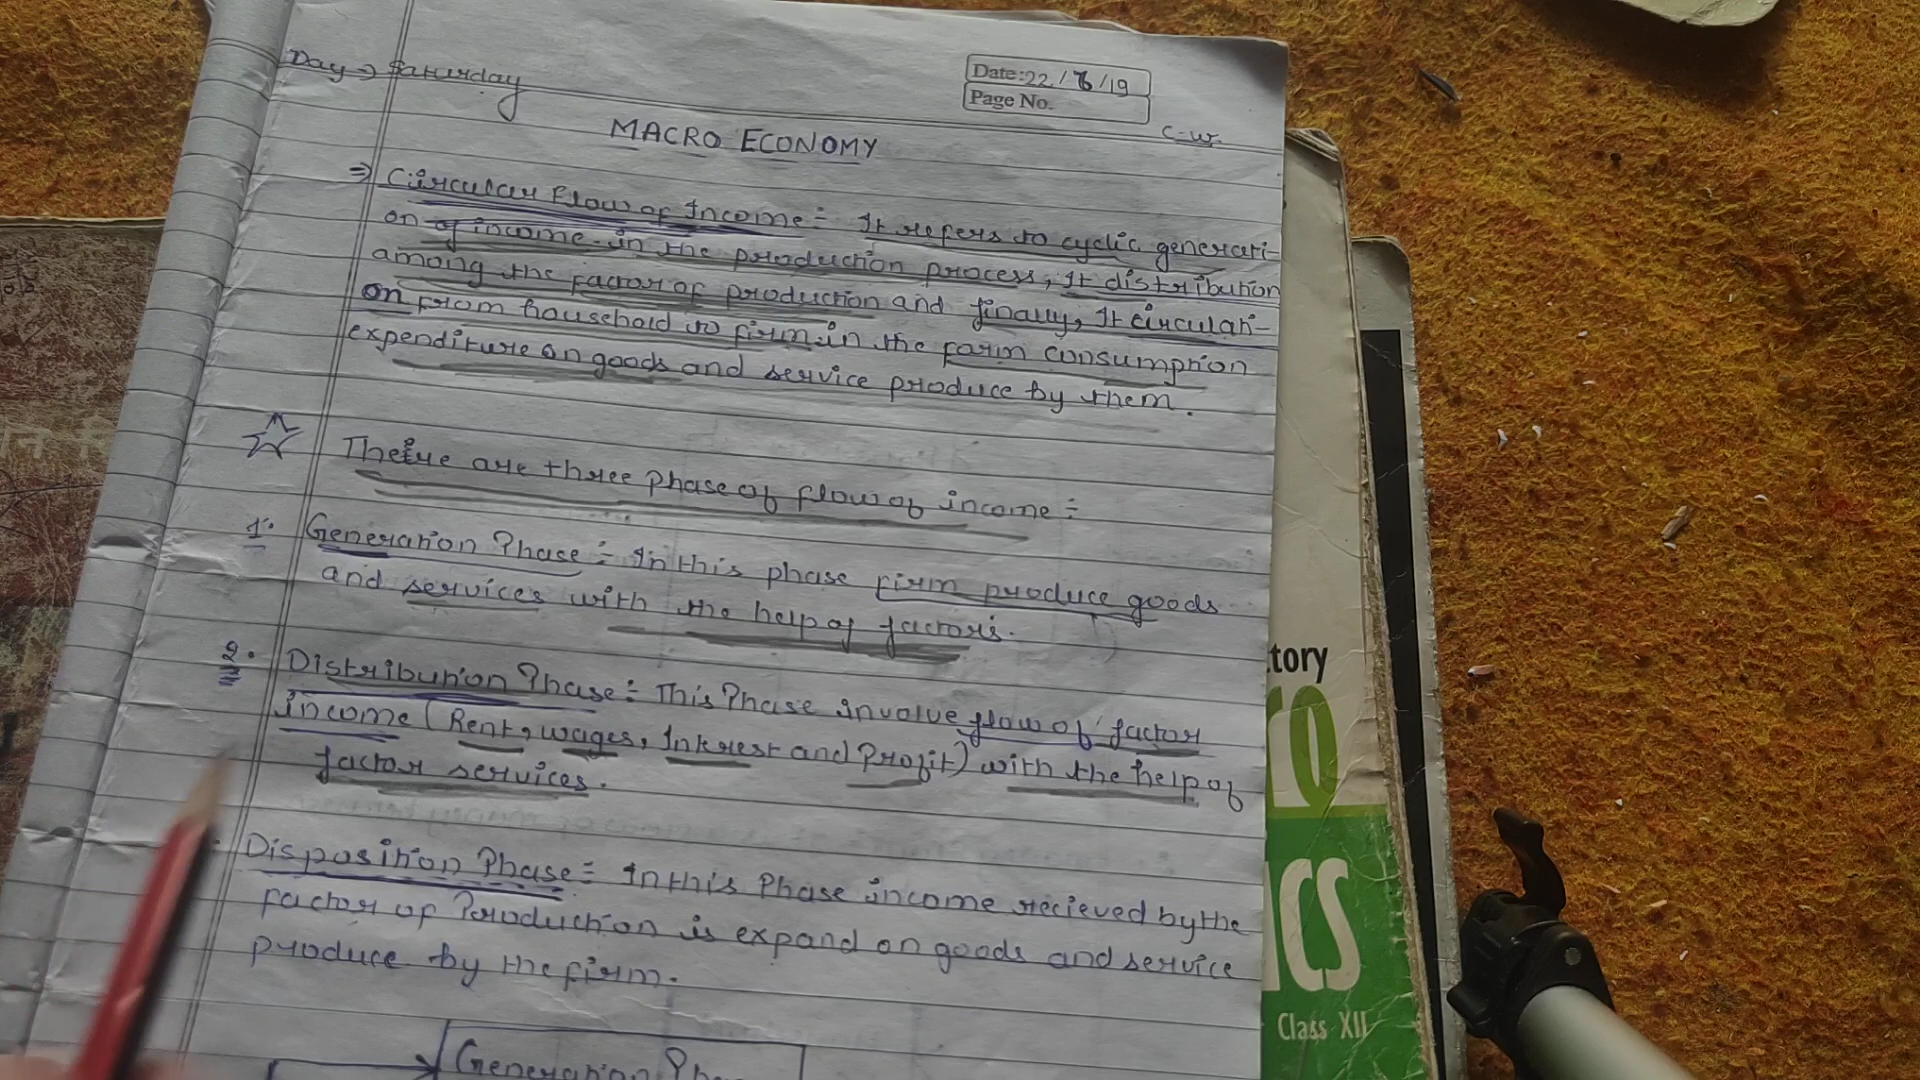 Day → Saturday
Date: 22/6/19
Page No.
C-W.
MACRO ECONOMY
⇒ Circular Flow of Income :- It refers to cyclic generati-
on of income in the production process, It distribution
among the factor of production and finally, It circulati-
on from household to firm in the form consumption
expenditure on goods and service produce by them.
☆ There are three Phase of flow of income :-
1. Generation Phase :- In this phase firm produce goods
and services with the help of factors.
2. Distribution Phase :- This Phase involve flow of factor
income (Rent, wages, Interest and Profit) with the help of
factor services.
Disposition Phase :- In this Phase income recieved by the
factor of Production is expand on goods and service
produce by the firm.
Generation Pha
tory
RO
ICS
Class XII